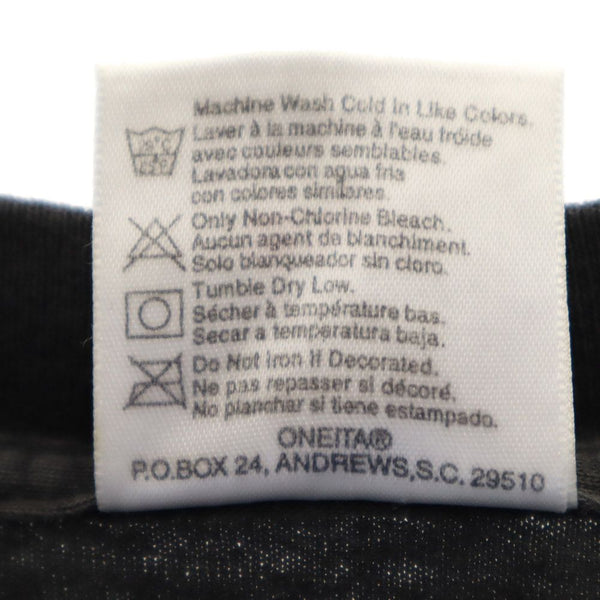 Machine Wash Cold In Like Colors.
Laver à la machine à l'eau froide
avec couleurs semblables.
Lavadora con agua fria
con colores similares.
Only Non-Chlorine Bleach.
Aucun agent de blanchiment.
Solo blanqueador sin cloro.
Tumble Dry Low.
Sécher à température bas.
Secar a temperatura baja.
Do Not Iron If Decorated.
Ne pas repasser si décoré.
No planchar si tiene estampado.
ONEITA®
P.O.BOX 24, ANDREWS,S.C. 29510